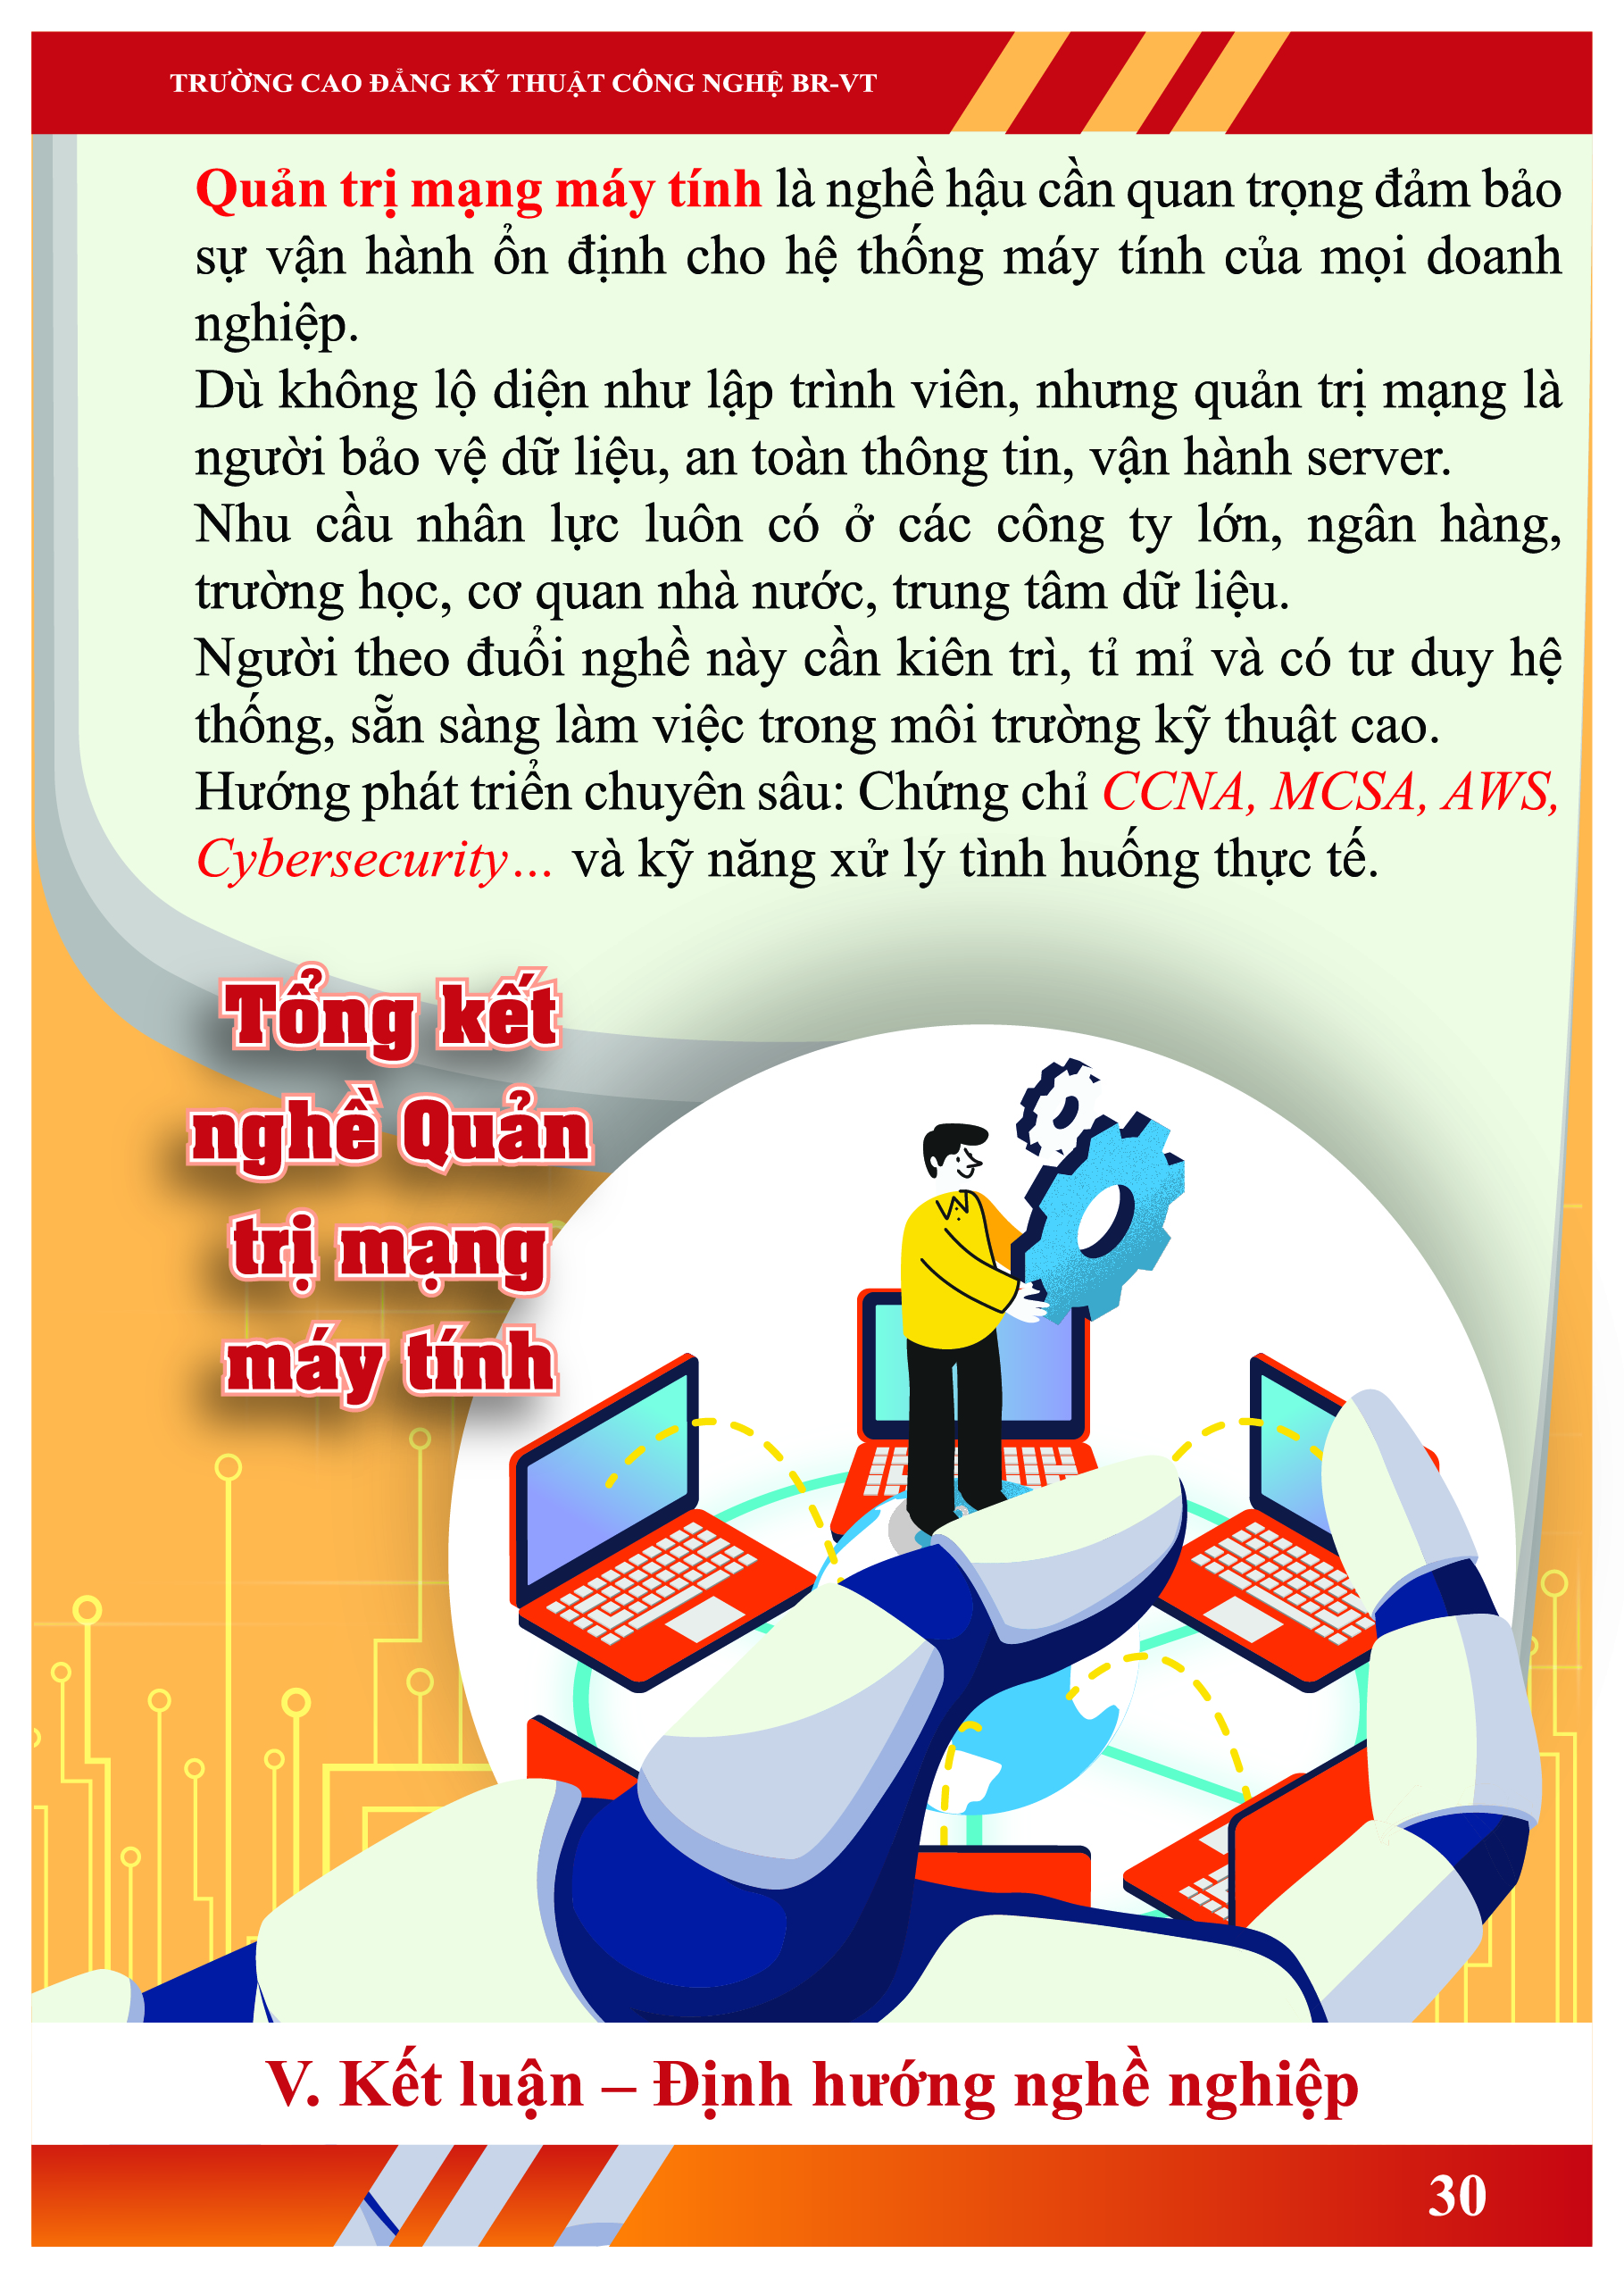 TRƯỜNG CAO ĐẲNG KỸ THUẬT CÔNG NGHỆ BR-VT
Quản trị mạng máy tính là nghề hậu cần quan trọng đảm bảo
sự vận hành ổn định cho hệ thống máy tính của mọi doanh
nghiệp.
Dù không lộ diện như lập trình viên, nhưng quản trị mạng là
người bảo vệ dữ liệu, an toàn thông tin, vận hành server.
Nhu cầu nhân lực luôn có ở các công ty lớn, ngân hàng,
trường học, cơ quan nhà nước, trung tâm dữ liệu.
Người theo đuổi nghề này cần kiên trì, tỉ mỉ và có tư duy hệ
thống, sẵn sàng làm việc trong môi trường kỹ thuật cao.
Hướng phát triển chuyên sâu: Chứng chỉ CCNA, MCSA, AWS,
Cybersecurity… và kỹ năng xử lý tình huống thực tế.
Tổng kết
nghề Quản
trị mạng
máy tính
V. Kết luận – Định hướng nghề nghiệp
30